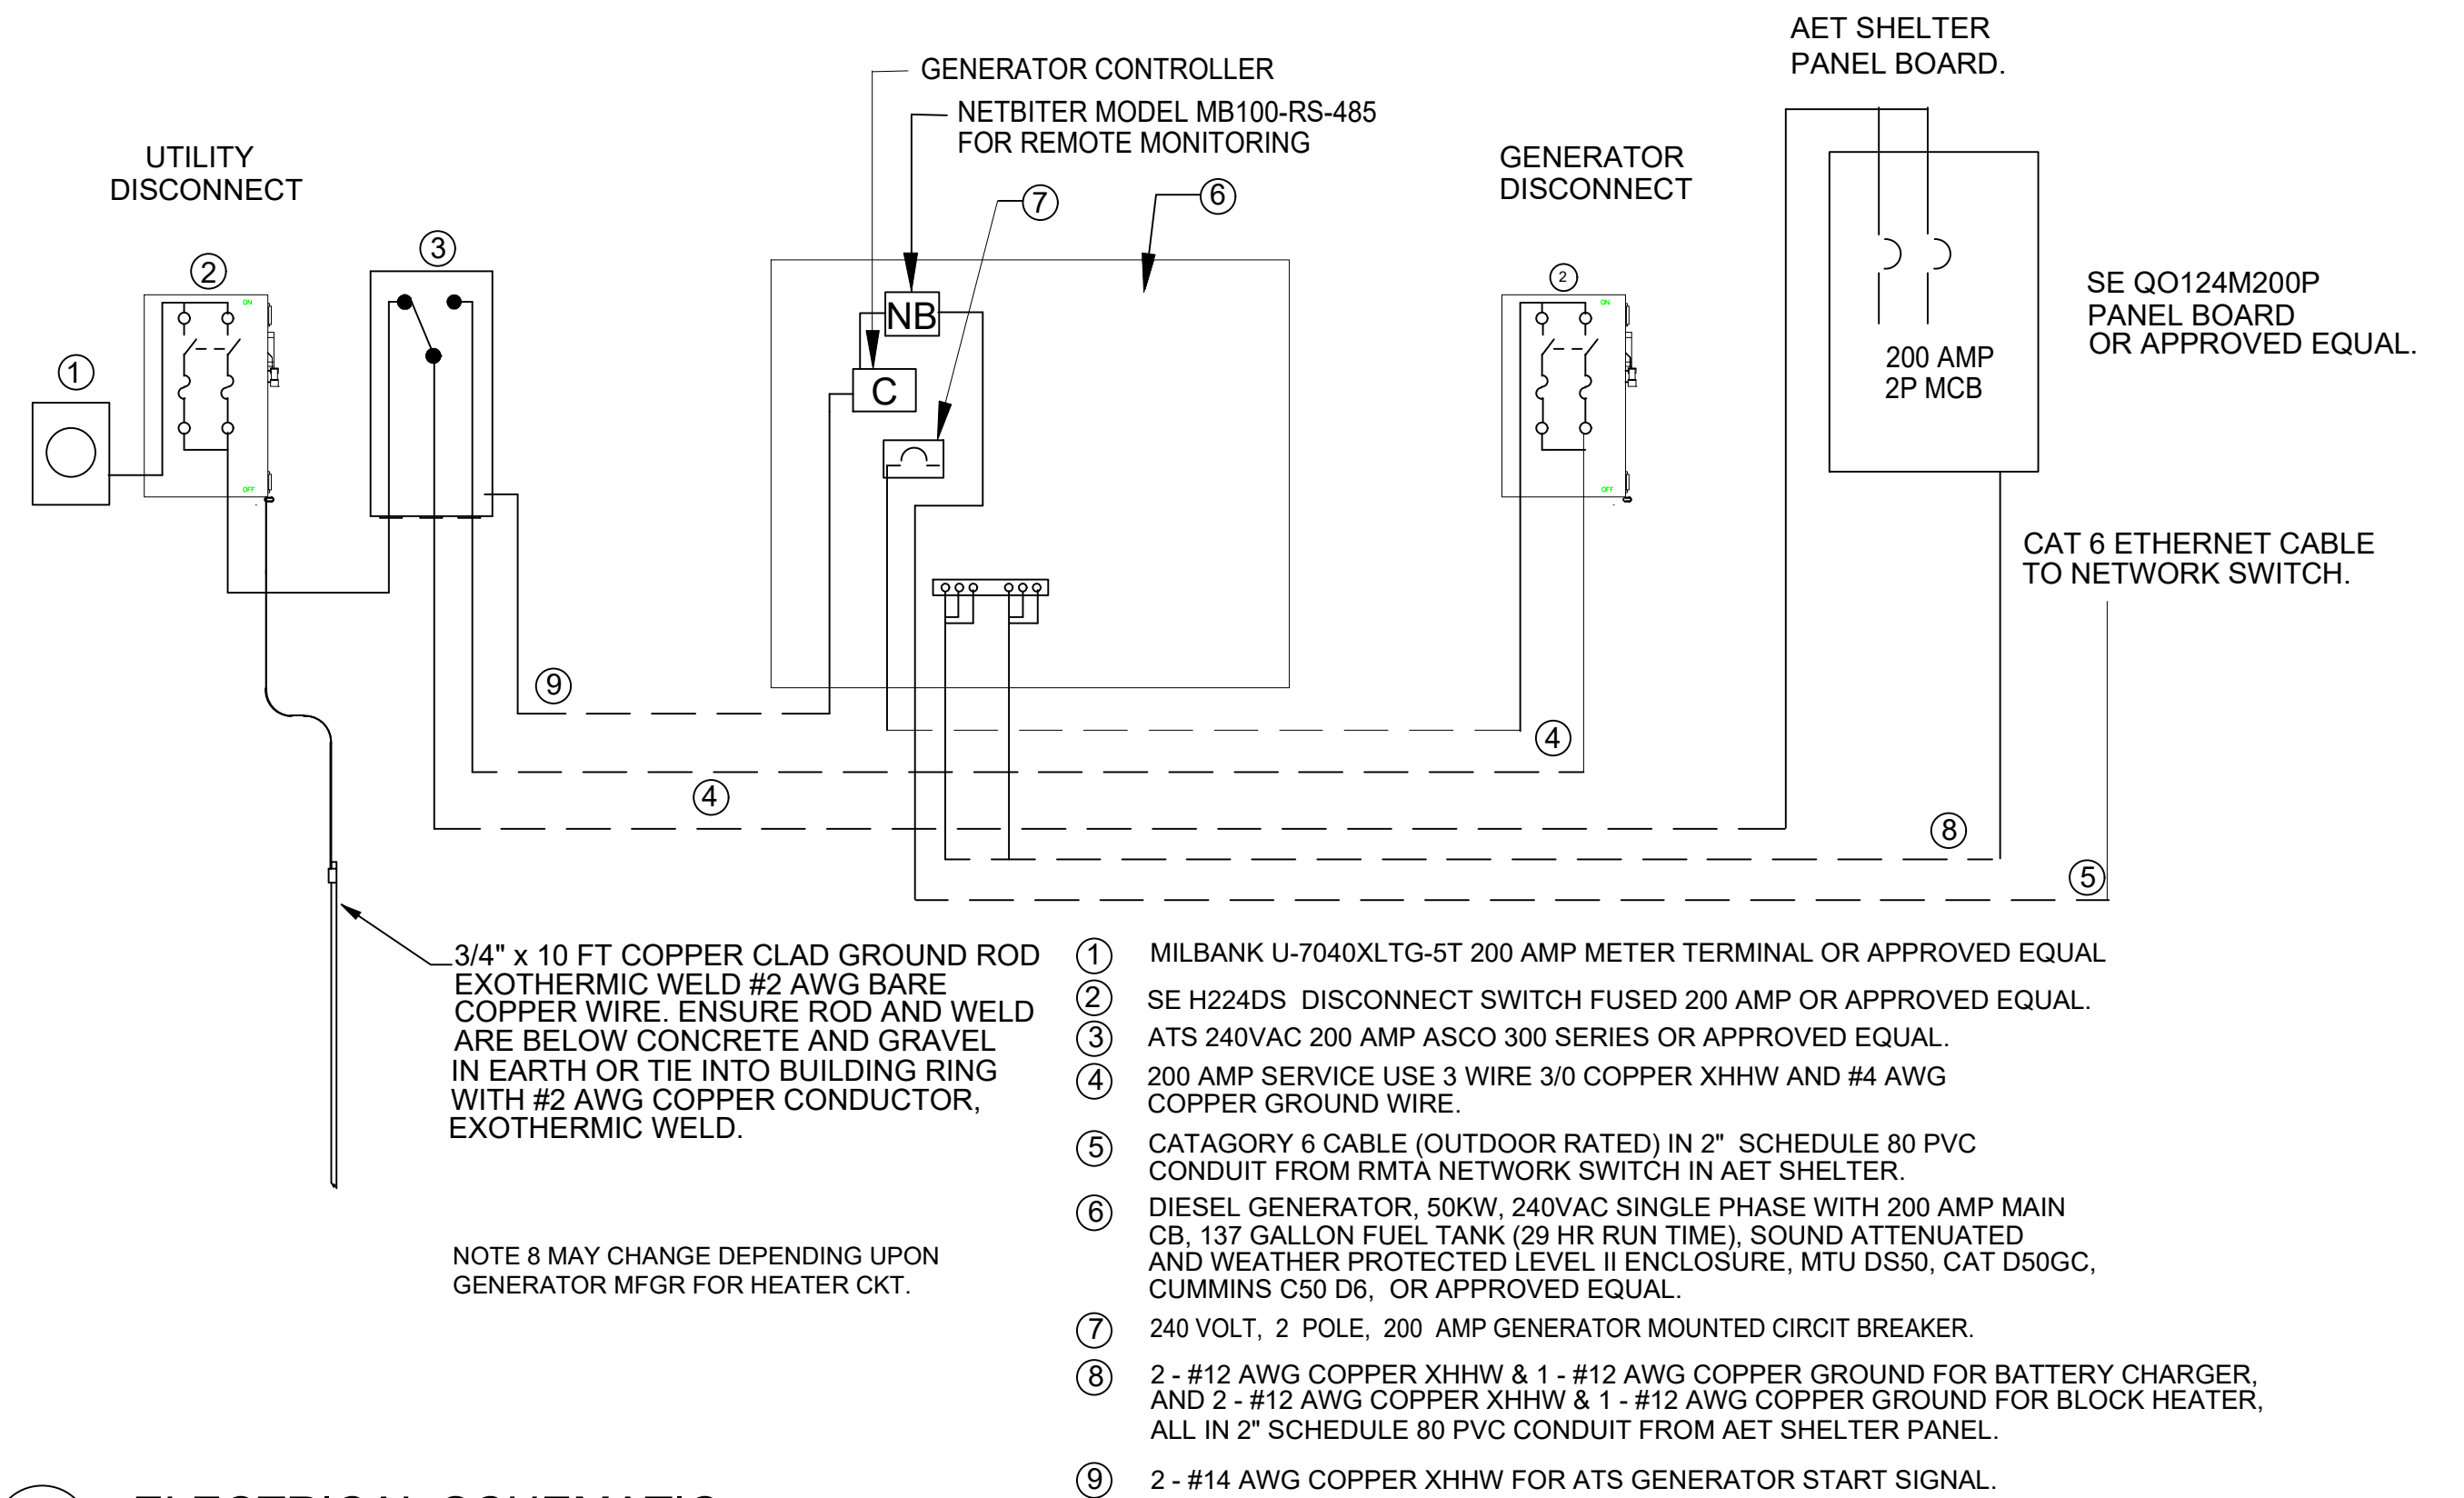 AET SHELTER
PANEL BOARD.
GENERATOR CONTROLLER
NETBITER MODEL MB100-RS-485
FOR REMOTE MONITORING
UTILITY
DISCONNECT
GENERATOR
DISCONNECT
7
6
2
3
2
ON
ON
NB
C
1
OFF
OFF
200 AMP
2P MCB
SE QO124M200P
PANEL BOARD
OR APPROVED EQUAL.
CAT 6 ETHERNET CABLE
TO NETWORK SWITCH.
9
4
4
8
5
3/4" x 10 FT COPPER CLAD GROUND ROD
EXOTHERMIC WELD #2 AWG BARE
COPPER WIRE. ENSURE ROD AND WELD
ARE BELOW CONCRETE AND GRAVEL
IN EARTH OR TIE INTO BUILDING RING
WITH #2 AWG COPPER CONDUCTOR,
EXOTHERMIC WELD.
NOTE 8 MAY CHANGE DEPENDING UPON
GENERATOR MFGR FOR HEATER CKT.
1 MILBANK U-7040XLTG-5T 200 AMP METER TERMINAL OR APPROVED EQUAL
2 SE H224DS DISCONNECT SWITCH FUSED 200 AMP OR APPROVED EQUAL.
3 ATS 240VAC 200 AMP ASCO 300 SERIES OR APPROVED EQUAL.
4 200 AMP SERVICE USE 3 WIRE 3/0 COPPER XHHW AND #4 AWG
COPPER GROUND WIRE.
5 CATAGORY 6 CABLE (OUTDOOR RATED) IN 2" SCHEDULE 80 PVC
CONDUIT FROM RMTA NETWORK SWITCH IN AET SHELTER.
6 DIESEL GENERATOR, 50KW, 240VAC SINGLE PHASE WITH 200 AMP MAIN
CB, 137 GALLON FUEL TANK (29 HR RUN TIME), SOUND ATTENUATED
AND WEATHER PROTECTED LEVEL II ENCLOSURE, MTU DS50, CAT D50GC,
CUMMINS C50 D6, OR APPROVED EQUAL.
7 240 VOLT, 2 POLE, 200 AMP GENERATOR MOUNTED CIRCIT BREAKER.
8 2 - #12 AWG COPPER XHHW & 1 - #12 AWG COPPER GROUND FOR BATTERY CHARGER,
AND 2 - #12 AWG COPPER XHHW & 1 - #12 AWG COPPER GROUND FOR BLOCK HEATER,
ALL IN 2" SCHEDULE 80 PVC CONDUIT FROM AET SHELTER PANEL.
9 2 - #14 AWG COPPER XHHW FOR ATS GENERATOR START SIGNAL.
ELECTRICAL SCHEMATIC